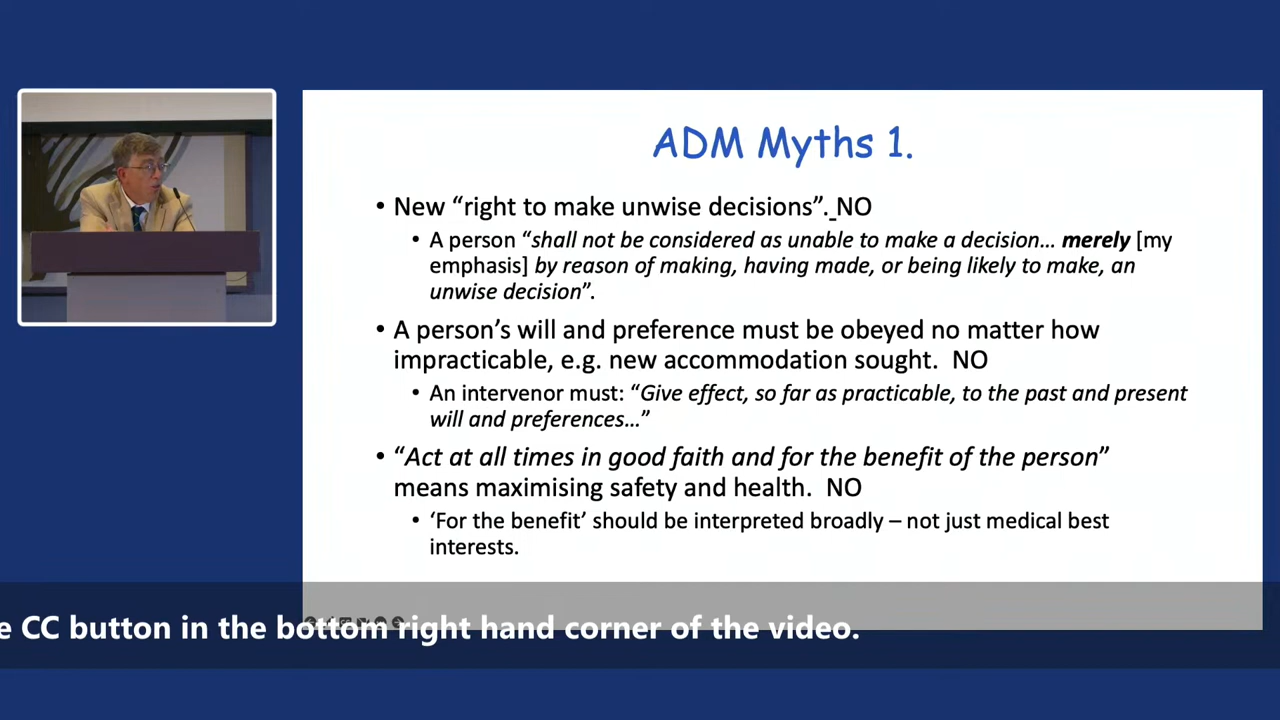 ADM Myths 1.
• New “right to make unwise decisions”. NO
• A person “shall not be considered as unable to make a decision… merely [my
emphasis] by reason of making, having made, or being likely to make, an
unwise decision”.
• A person’s will and preference must be obeyed no matter how
impracticable, e.g. new accommodation sought.  NO
• An intervenor must: “Give effect, so far as practicable, to the past and present
will and preferences…”
• “Act at all times in good faith and for the benefit of the person”
means maximising safety and health.  NO
• ‘For the benefit’ should be interpreted broadly – not just medical best
interests.
e CC button in the bottom right hand corner of the video.